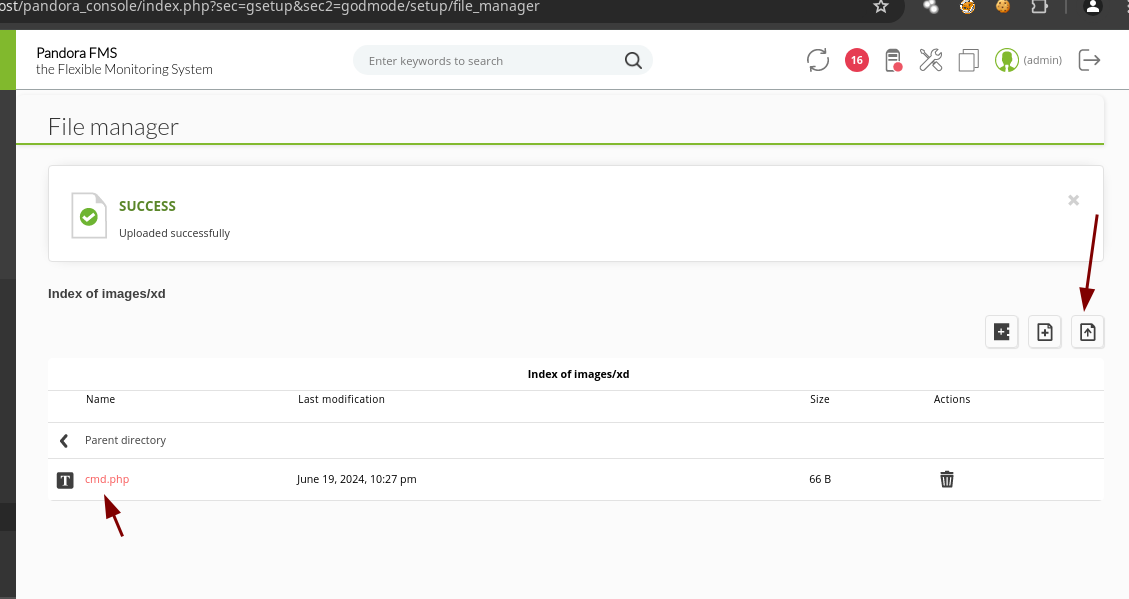 ost/pandora_console/index.php?sec=gsetup&sec2=godmode/setup/file_manager
Pandora FMS
the Flexible Monitoring System
Enter keywords to search
16
(admin)
File manager
SUCCESS
Uploaded successfully
Index of images/xd
Index of images/xd
Name Last modification Size Actions
Parent directory
T cmd.php June 19, 2024, 10:27 pm 66 B